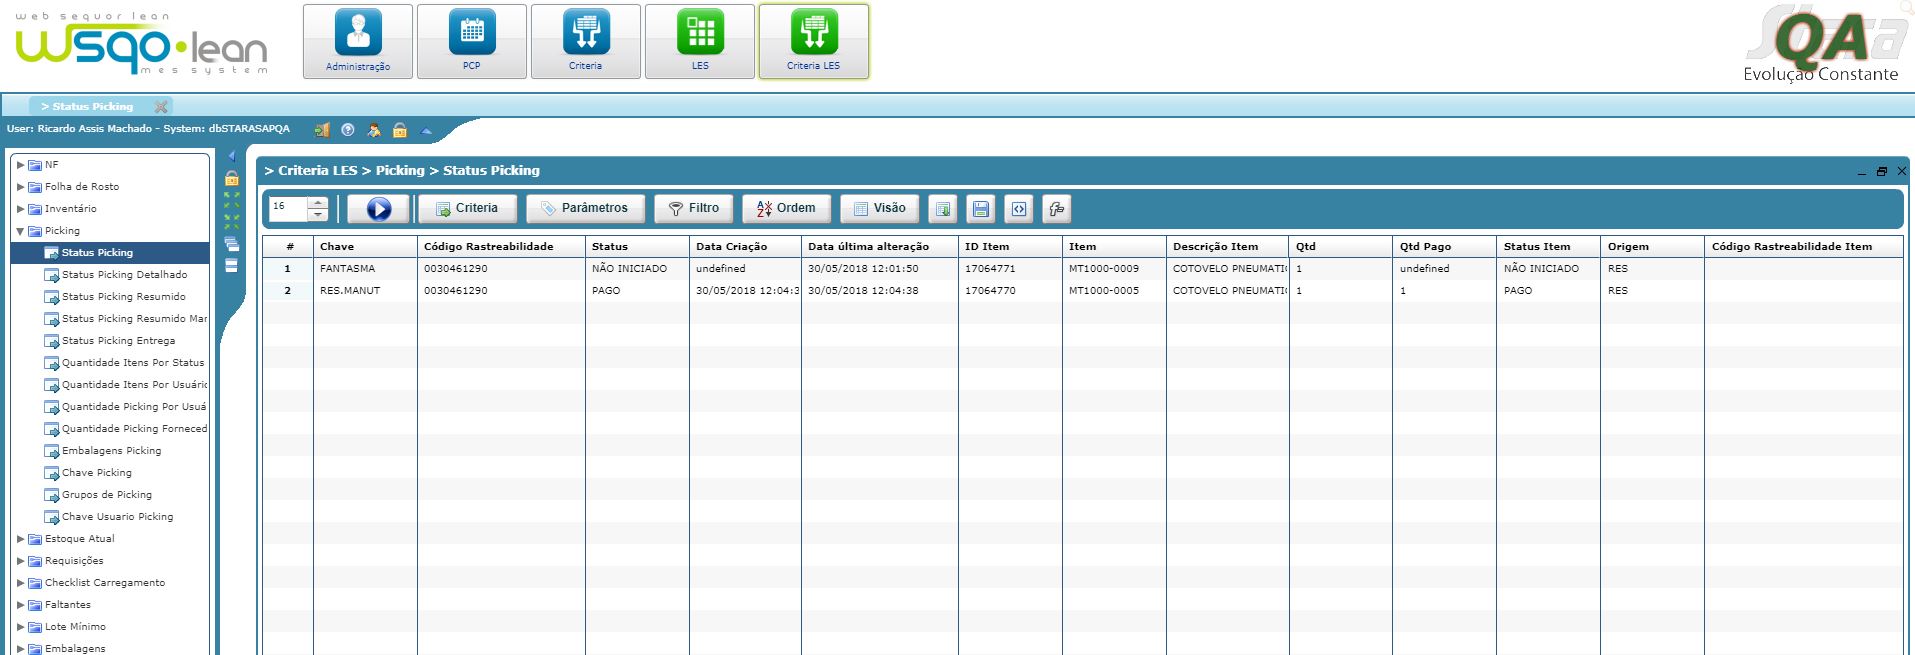 web sequor lean
wsqo•lean
mes system
Administração
PCP
Criteria
LES
Criteria LES
QA
Evolução Constante
> Status Picking
User: Ricardo Assis Machado - System: dbSTARASAPQA
NF
Folha de Rosto
Inventário
Picking
Status Picking
Status Picking Detalhado
Status Picking Resumido
Status Picking Resumido Mar
Status Picking Entrega
Quantidade Itens Por Status
Quantidade Itens Por Usuário
Quantidade Picking Por Usuá
Quantidade Picking Forneced
Embalagens Picking
Chave Picking
Grupos de Picking
Chave Usuario Picking
Estoque Atual
Requisições
Checklist Carregamento
Faltantes
Lote Mínimo
Embalagens
> Criteria LES > Picking > Status Picking
16 Criteria Parâmetros Filtro Ordem Visão
# Chave Código Rastreabilidade Status Data Criação Data última alteração ID Item Item Descrição Item Qtd Qtd Pago Status Item Origem Código Rastreabilidade Item
1 FANTASMA 0030461290 NÃO INICIADO undefined 30/05/2018 12:01:50 17064771 MT1000-0009 COTOVELO PNEUMATIC 1 undefined NÃO INICIADO RES
2 RES.MANUT 0030461290 PAGO 30/05/2018 12:04:3 30/05/2018 12:04:38 17064770 MT1000-0005 COTOVELO PNEUMATIC 1 1 PAGO RES